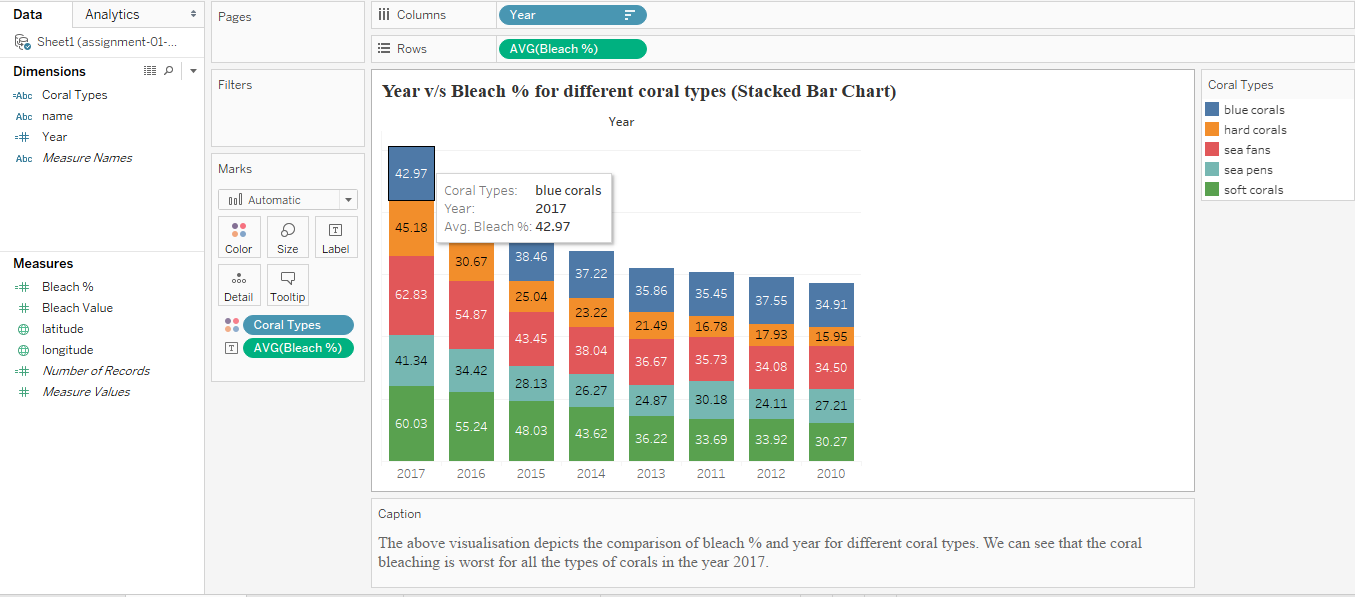 Data
Analytics
Sheet1 (assignment-01-...
Dimensions
Abc Coral Types
Abc name
Year
Abc Measure Names
Measures
Bleach %
Bleach Value
latitude
longitude
Number of Records
Measure Values
Pages
Filters
Marks
Automatic
Color Size Label
Detail Tooltip
Coral Types
AVG(Bleach %)
Columns Year
Rows AVG(Bleach %)
Year v/s Bleach % for different coral types (Stacked Bar Chart)
Year
42.97
45.18
62.83
41.34
60.03
30.67
54.87
34.42
55.24
38.46
25.04
43.45
28.13
48.03
37.22
23.22
38.04
26.27
43.62
35.86
21.49
36.67
24.87
36.22
35.45
16.78
35.73
30.18
33.69
37.55
17.93
34.08
24.11
33.92
34.91
15.95
34.50
27.21
30.27
Coral Types: blue corals
Year: 2017
Avg. Bleach %: 42.97
2017 2016 2015 2014 2013 2011 2012 2010
Caption
The above visualisation depicts the comparison of bleach % and year for different coral types. We can see that the coral
bleaching is worst for all the types of corals in the year 2017.
Coral Types
blue corals
hard corals
sea fans
sea pens
soft corals